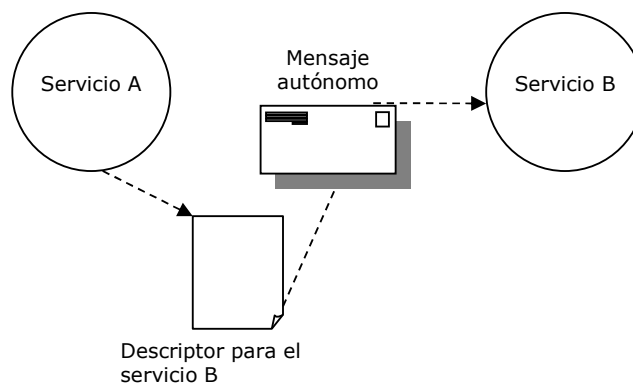 Servicio A
Mensaje
autónomo
Servicio B
Descriptor para el
servicio B